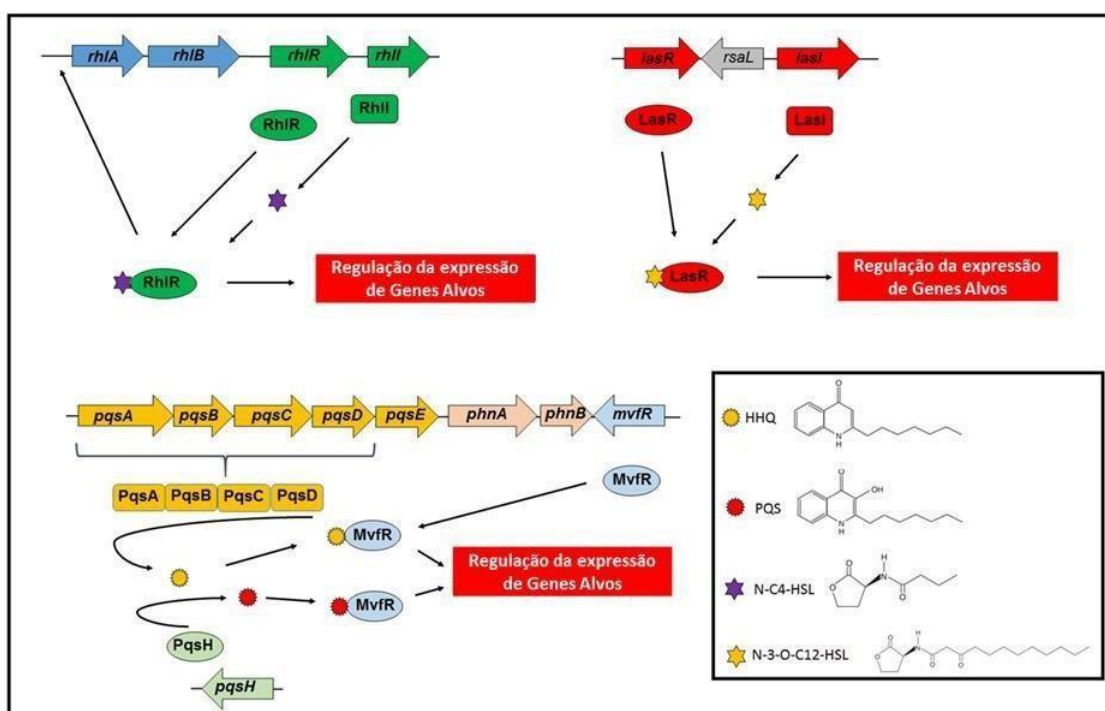 rhlA rhlB rhlR rhlI
RhlR
RhlI
RhlR
Regulação da expressão
de Genes Alvos
lasR rsaL lasI
LasR
LasI
LasR
Regulação da expressão
de Genes Alvos
pqsA pqsB pqsC pqsD pqsE phnA phnB mvfR
PqsA PqsB PqsC PqsD
MvfR
MvfR
MvfR
Regulação da expressão
de Genes Alvos
PqsH
pqsH
HHQ
O
N
H
PQS
O
OH
N
H
N-C4-HSL
O
H
N
O
O
N-3-O-C12-HSL
O
H
N
O
O
O